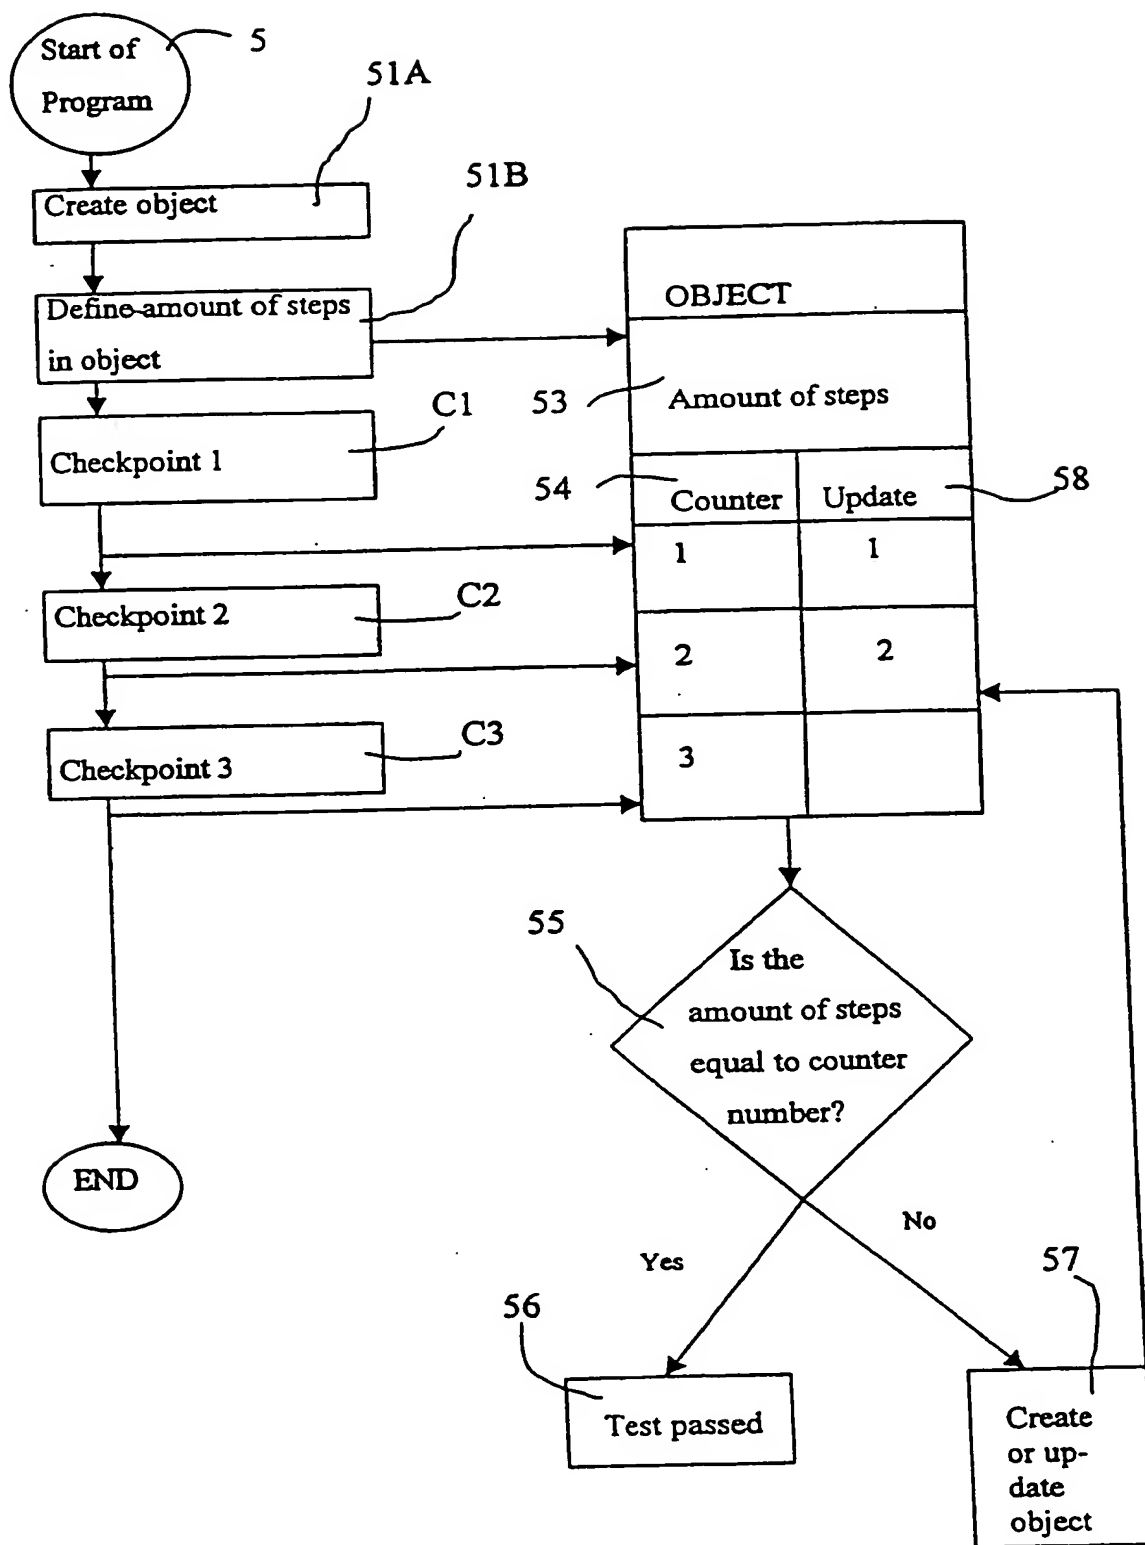 Start of
Program
5
51A
Create object
51B
Define amount of steps
in object
OBJECT
53
Amount of steps
C1
Checkpoint 1
54
Counter
Update
58
1
1
C2
Checkpoint 2
2
2
C3
Checkpoint 3
3
55
Is the
amount of steps
equal to counter
number?
END
Yes
No
56
Test passed
57
Create
or up-
date
object